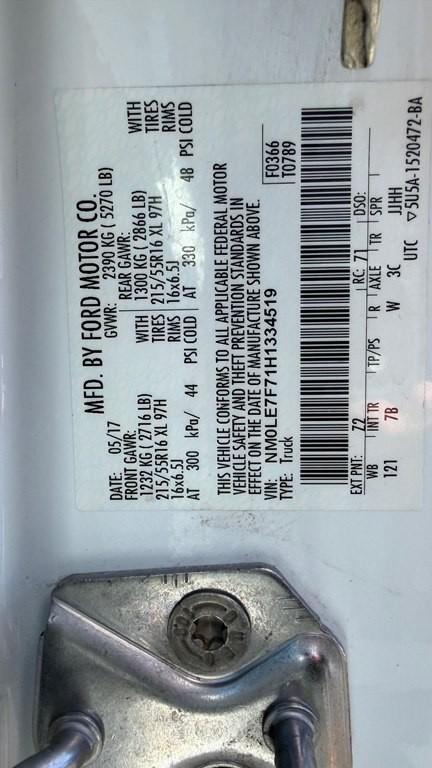 MFD. BY FORD MOTOR CO.
DATE: 05/17 GVWR: 2390 KG ( 5270 LB)
FRONT GAWR: REAR GAWR:
1232 KG ( 2716 LB) WITH 1300 KG ( 2866 LB) WITH
215/55R16 XL 97H TIRES 215/55R16 XL 97H TIRES
16x6.5J RIMS 16x6.5J RIMS
AT 300 kPa/ 44 PSI COLD AT 330 kPa/ 48 PSI COLD
THIS VEHICLE CONFORMS TO ALL APPLICABLE FEDERAL MOTOR
VEHICLE SAFETY AND THEFT PREVENTION STANDARDS IN
EFFECT ON THE DATE OF MANUFACTURE SHOWN ABOVE.
VIN: NM0LE7F71H1334519 F0366
TYPE: Truck T0789
EXT PNT: Z2 RC: 71 DSO:
WB INT TR TP/PS R AXLE TR SPR
121 7B W 3C JJHH
UTC ▽5U5A-1520472-BA